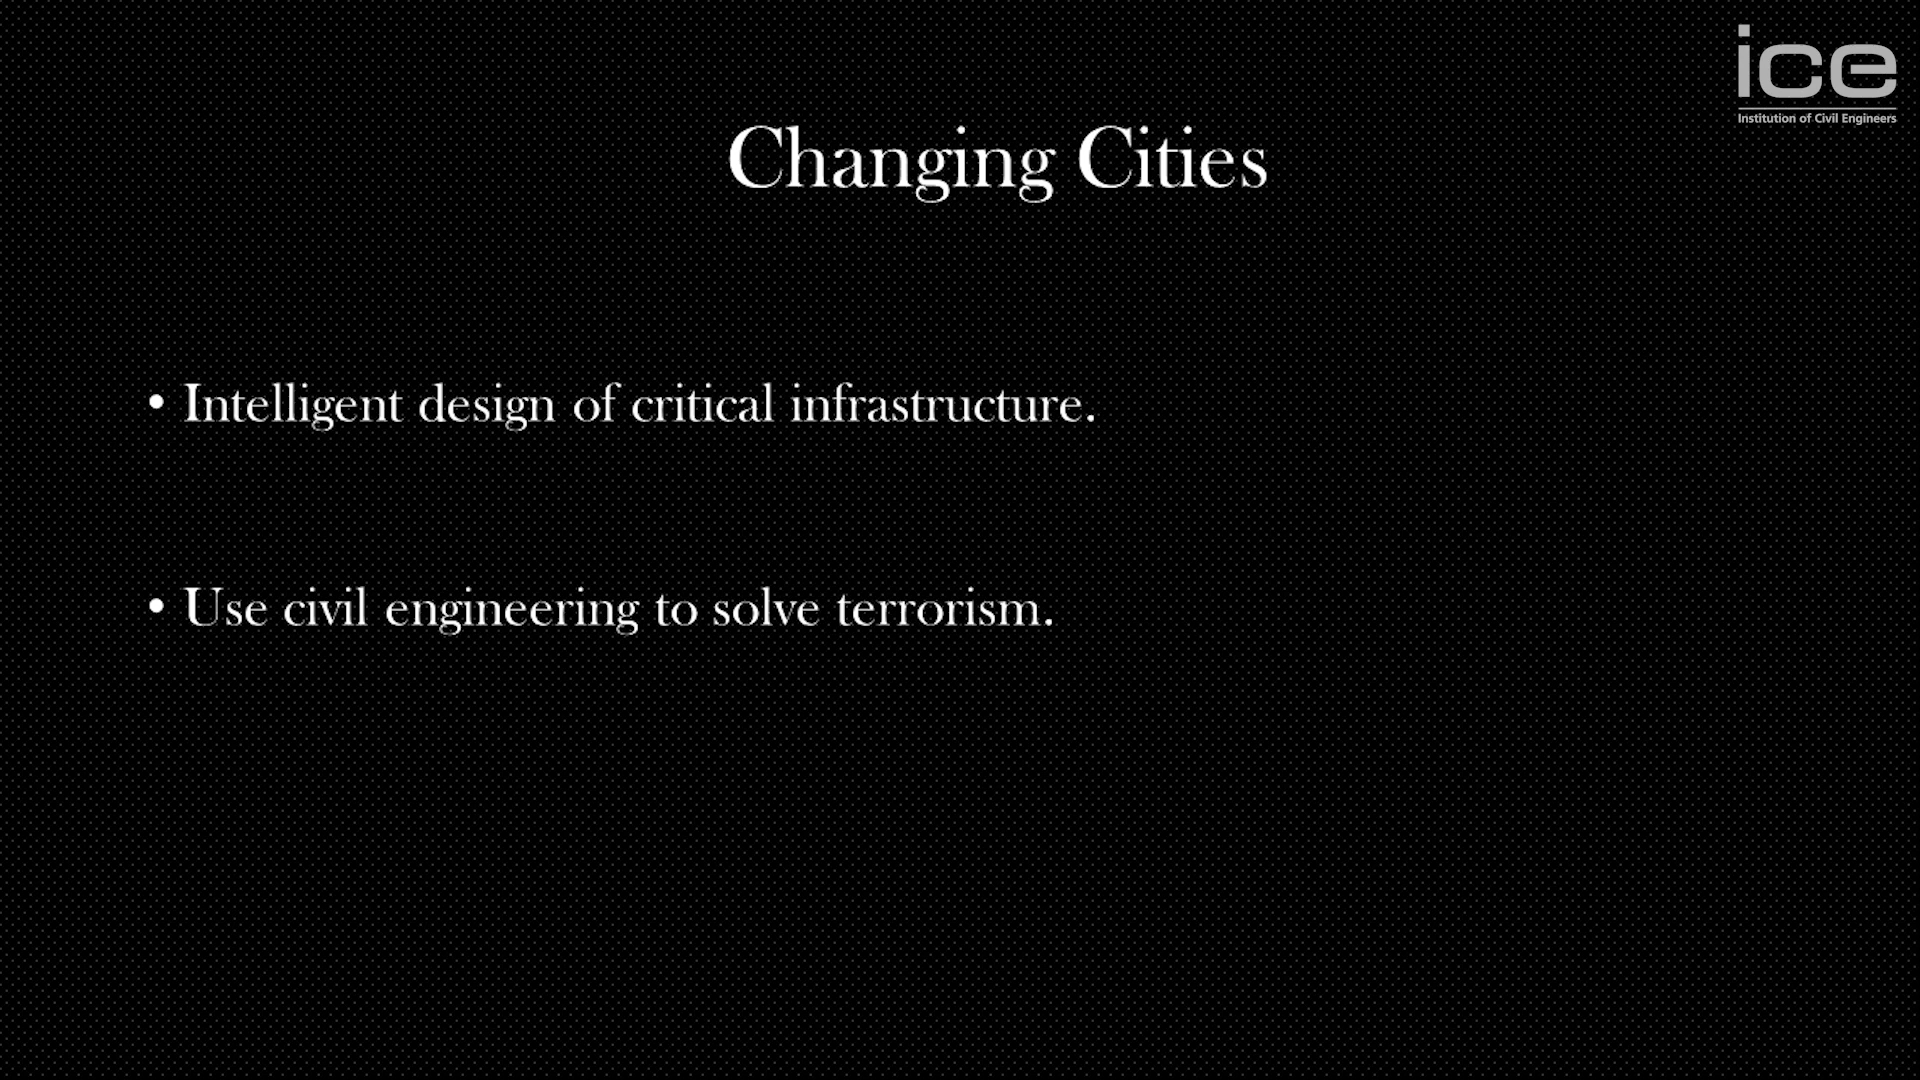 ice
Institution of Civil Engineers
Changing Cities
• Intelligent design of critical infrastructure.
• Use civil engineering to solve terrorism.